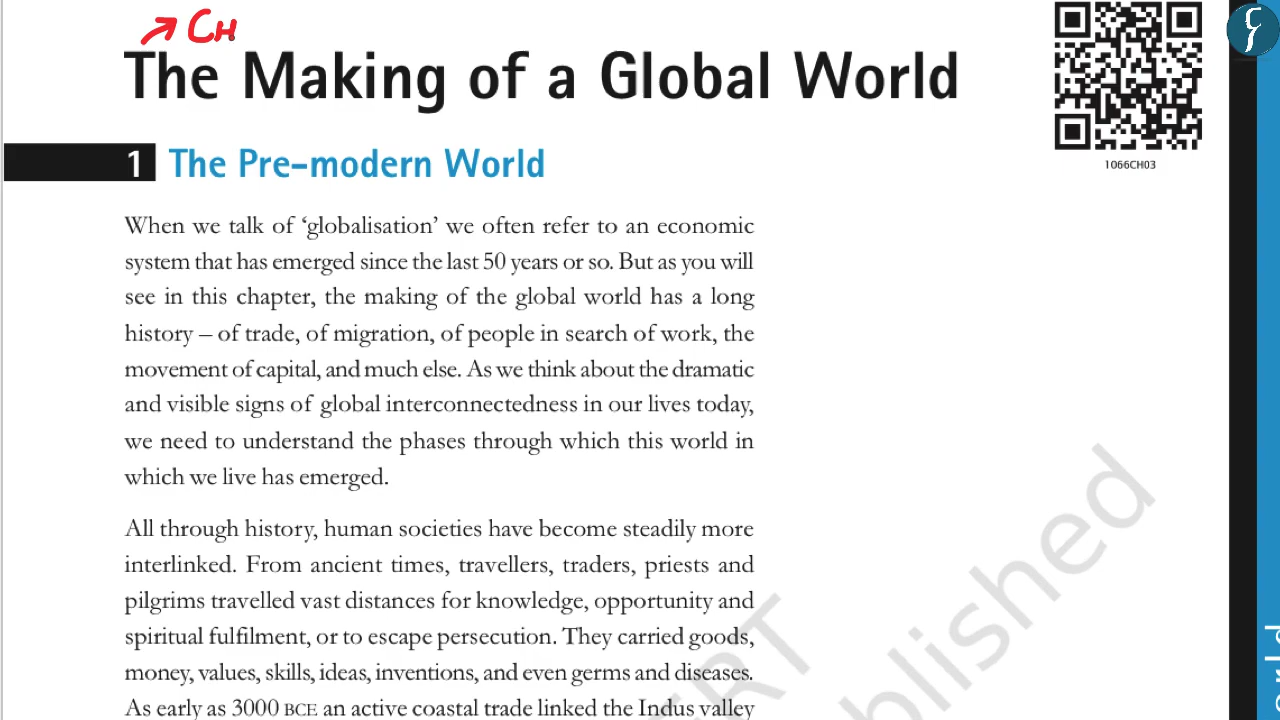 CH
The Making of a Global World
1066CH03
1 The Pre-modern World
When we talk of ‘globalisation’ we often refer to an economic
system that has emerged since the last 50 years or so. But as you will
see in this chapter, the making of the global world has a long
history – of trade, of migration, of people in search of work, the
movement of capital, and much else. As we think about the dramatic
and visible signs of global interconnectedness in our lives today,
we need to understand the phases through which this world in
which we live has emerged.
All through history, human societies have become steadily more
interlinked. From ancient times, travellers, traders, priests and
pilgrims travelled vast distances for knowledge, opportunity and
spiritual fulfilment, or to escape persecution. They carried goods,
money, values, skills, ideas, inventions, and even germs and diseases.
As early as 3000 BCE an active coastal trade linked the Indus valley